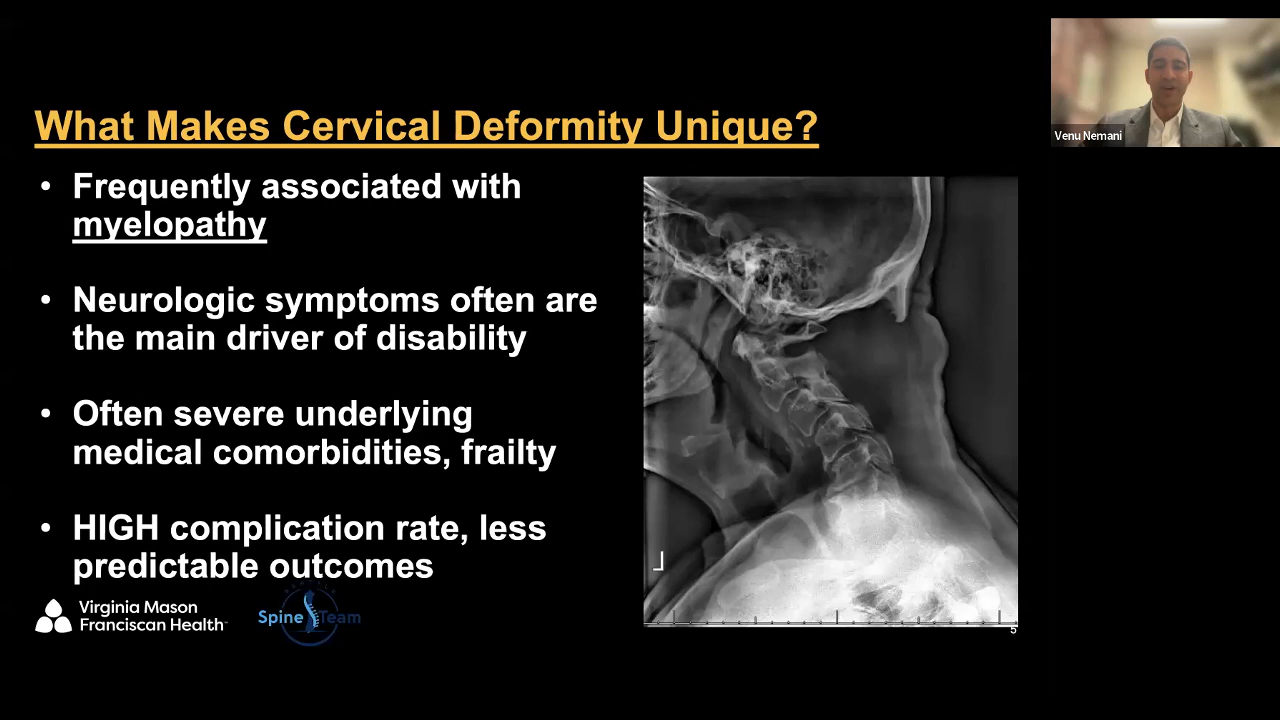 What Makes Cervical Deformity Unique?
• Frequently associated with
myelopathy
• Neurologic symptoms often are
the main driver of disability
• Often severe underlying
medical comorbidities, frailty
• HIGH complication rate, less
predictable outcomes
Virginia Mason
Franciscan Health
Spine Team
Venu Nemani
L
5